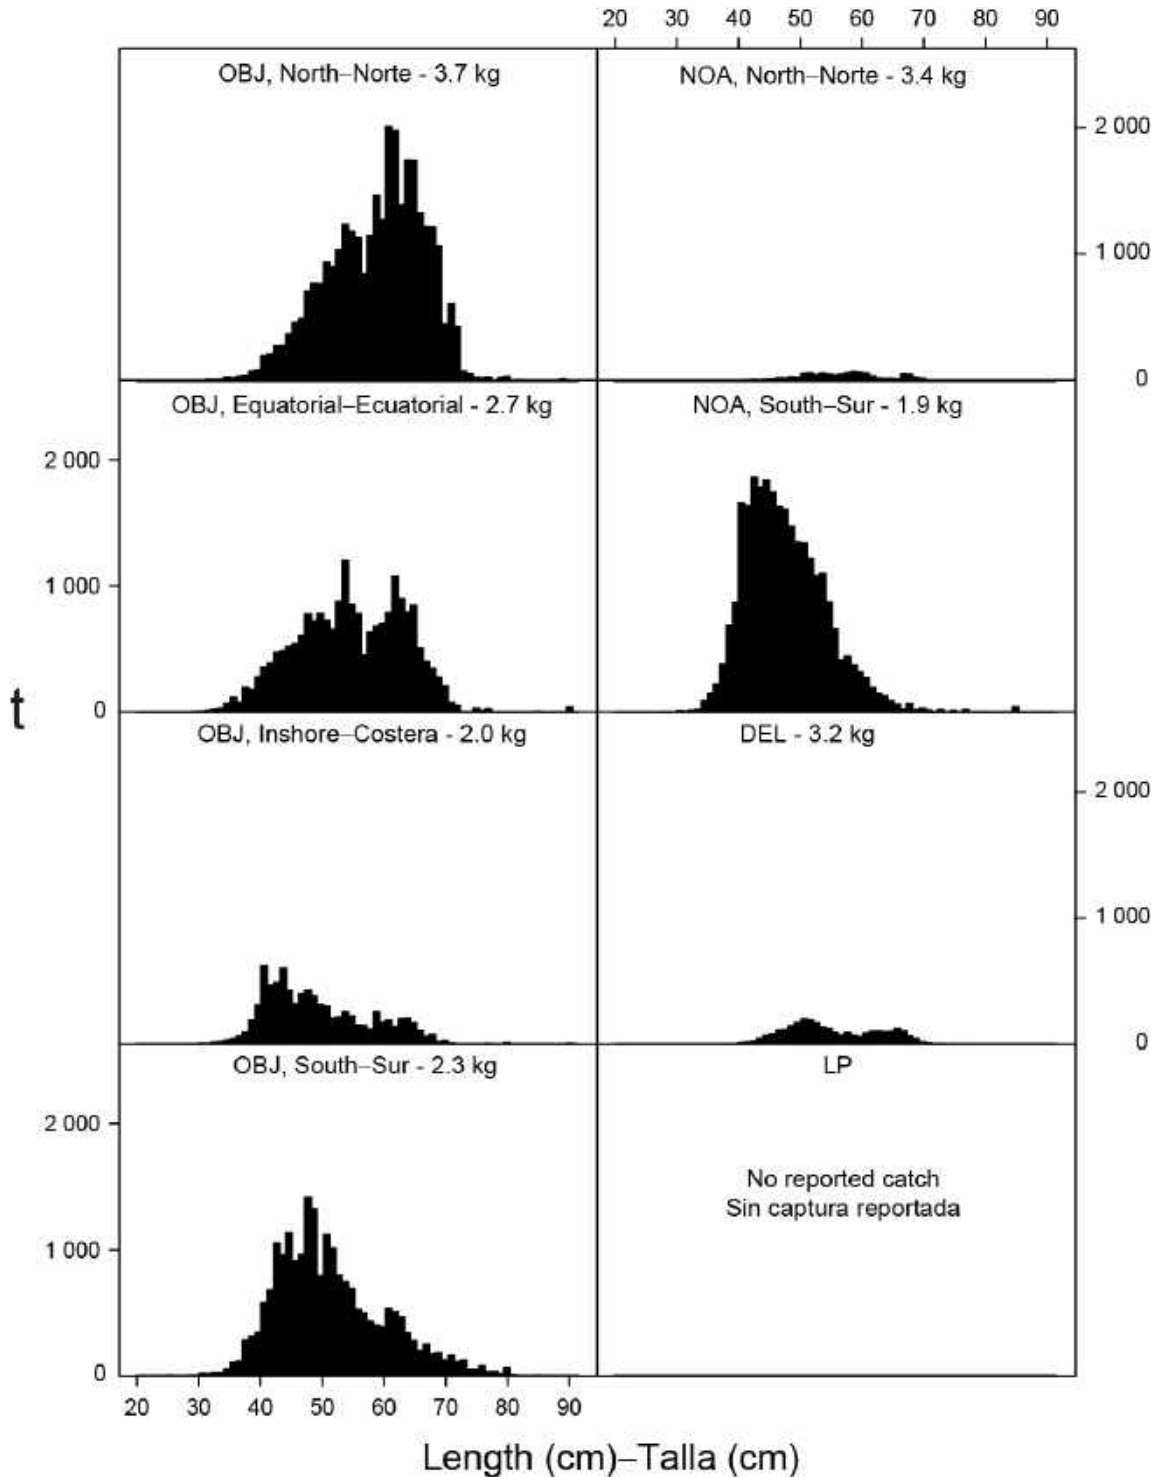 20 30 40 50 60 70 80 90
OBJ, North–Norte - 3.7 kg
NOA, North–Norte - 3.4 kg
2 000
1 000
0
OBJ, Equatorial–Ecuatorial - 2.7 kg
NOA, South–Sur - 1.9 kg
2 000
1 000
0
t
OBJ, Inshore–Costera - 2.0 kg
DEL - 3.2 kg
2 000
1 000
0
OBJ, South–Sur - 2.3 kg
LP
2 000
1 000
0
No reported catch
Sin captura reportada
20 30 40 50 60 70 80 90
Length (cm)–Talla (cm)